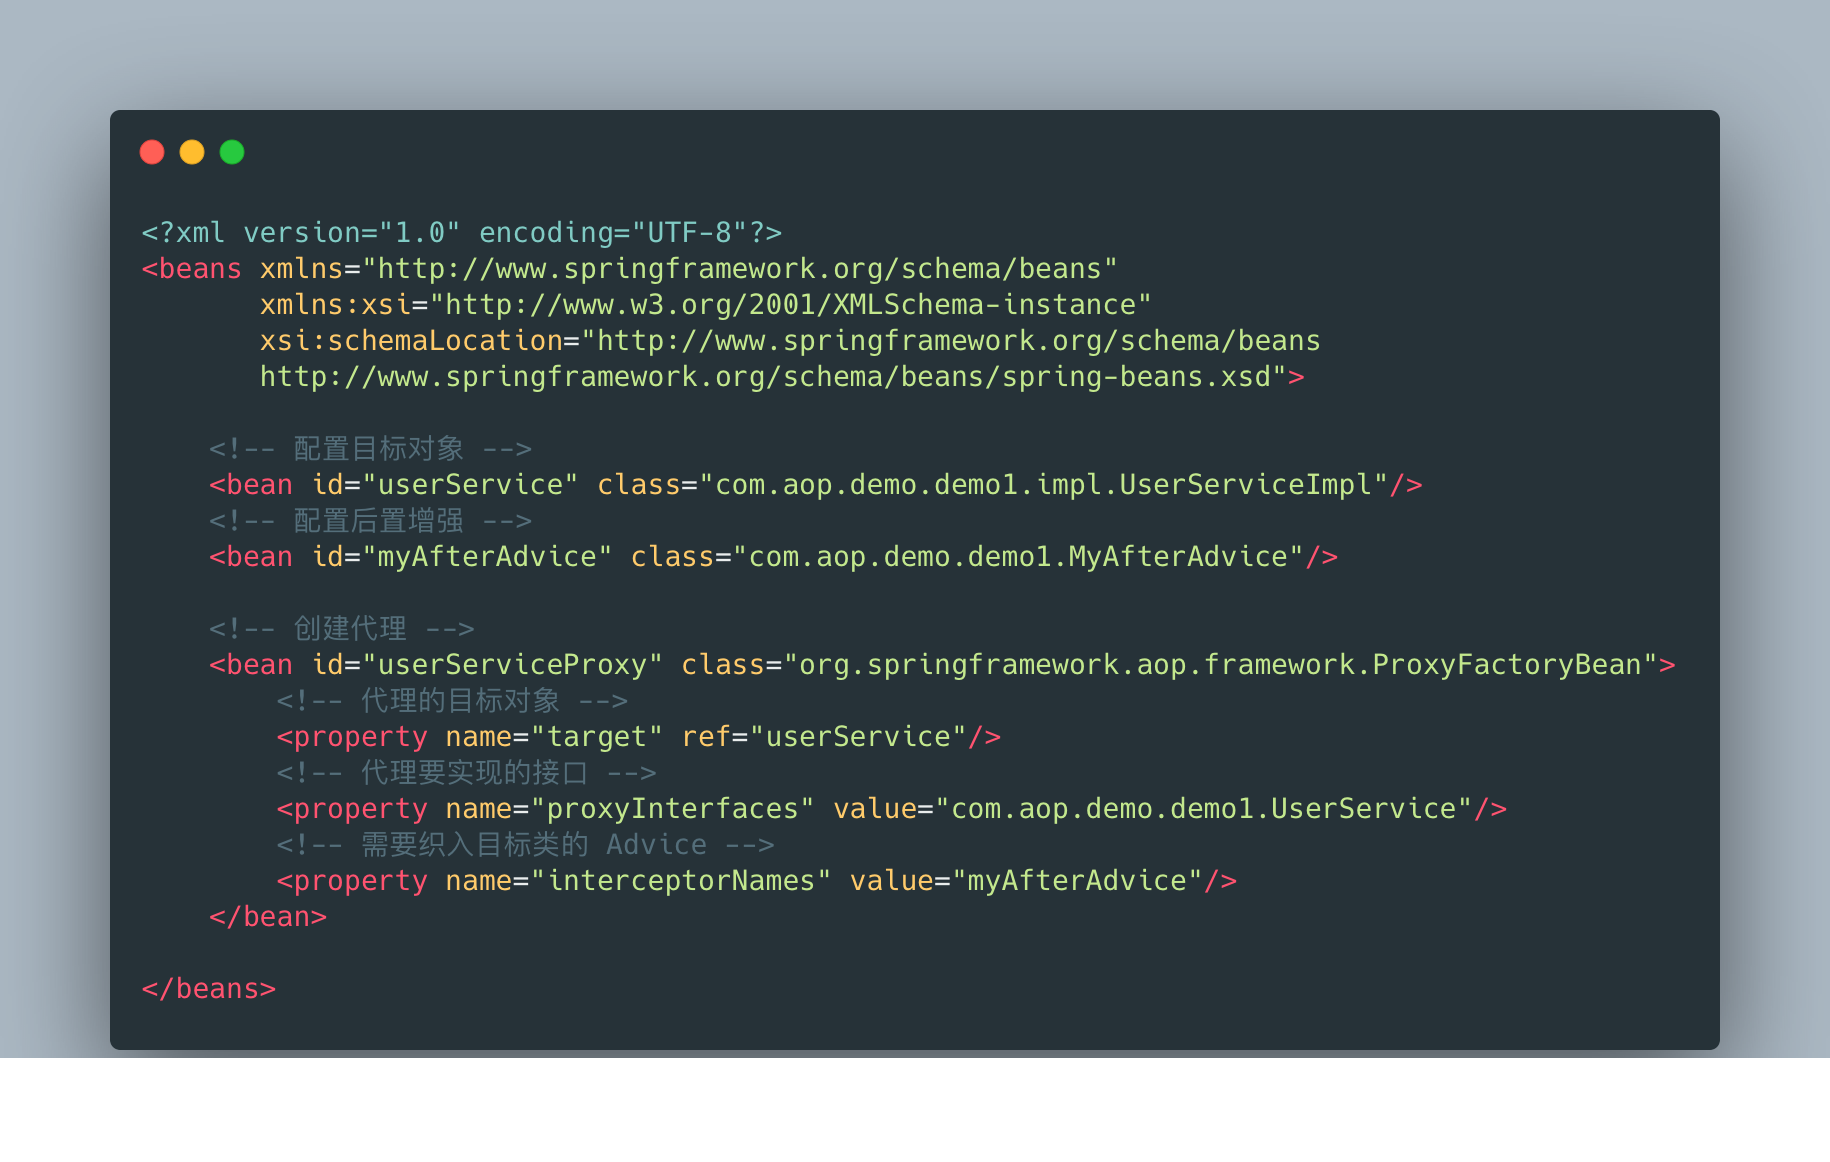 <?xml version="1.0" encoding="UTF-8"?>
<beans xmlns="http://www.springframework.org/schema/beans"
xmlns:xsi="http://www.w3.org/2001/XMLSchema-instance"
xsi:schemaLocation="http://www.springframework.org/schema/beans
http://www.springframework.org/schema/beans/spring-beans.xsd">
<!-- 配置目标对象 -->
<bean id="userService" class="com.aop.demo.demo1.impl.UserServiceImpl"/>
<!-- 配置后置增强 -->
<bean id="myAfterAdvice" class="com.aop.demo.demo1.MyAfterAdvice"/>
<!-- 创建代理 -->
<bean id="userServiceProxy" class="org.springframework.aop.framework.ProxyFactoryBean">
<!-- 代理的目标对象 -->
<property name="target" ref="userService"/>
<!-- 代理要实现的接口 -->
<property name="proxyInterfaces" value="com.aop.demo.demo1.UserService"/>
<!-- 需要织入目标类的 Advice -->
<property name="interceptorNames" value="myAfterAdvice"/>
</bean>
</beans>